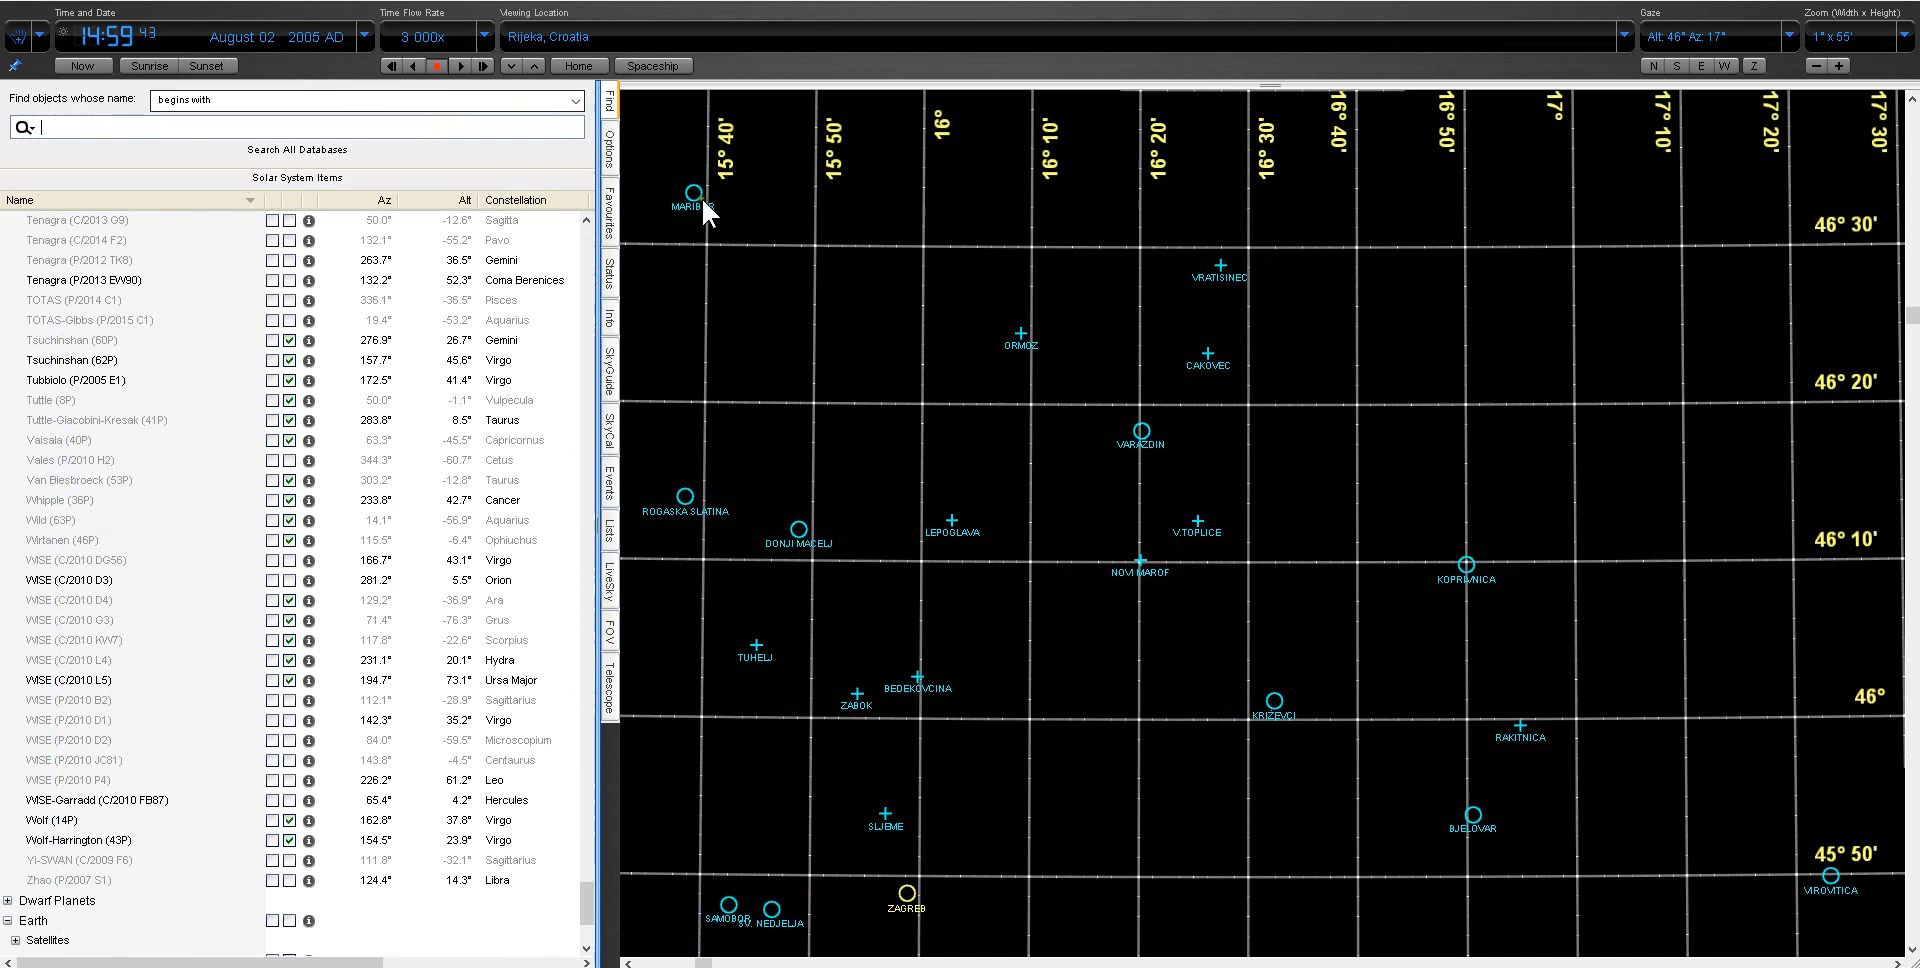 Time and Date Time Flow Rate Viewing Location Gaze Zoom (Width x Height)
14:59 43 August 02 2005 AD 3 000x Rijeka, Croatia Alt: 46° Az: 17° 1° x 55'
Now Sunrise Sunset Home Spaceship N S E W Z
Find objects whose name: begins with
Search All Databases
Solar System Items
Name Az Alt Constellation
Tenagra (C/2013 G9) 50.0° -12.6° Sagitta
Tenagra (C/2014 F2) 132.1° -55.2° Pavo
Tenagra (P/2012 TK8) 263.7° 36.5° Gemini
Tenagra (P/2013 EW90) 132.2° 52.3° Coma Berenices
TOTAS (P/2014 C1) 336.1° -36.5° Pisces
TOTAS-Gibbs (P/2015 C1) 19.4° -53.2° Aquarius
Tsuchinshan (60P) 276.9° 26.7° Gemini
Tsuchinshan (62P) 157.7° 45.6° Virgo
Tubbiolo (P/2005 E1) 172.5° 41.4° Virgo
Tuttle (8P) 50.0° -1.1° Vulpecula
Tuttle-Giacobini-Kresak (41P) 283.8° 8.5° Taurus
Vaisala (40P) 63.3° -45.5° Capricornus
Vales (P/2010 H2) 344.3° -60.7° Cetus
Van Biesbroeck (53P) 303.2° -12.8° Taurus
Whipple (36P) 233.8° 42.7° Cancer
Wild (63P) 14.1° -56.9° Aquarius
Wirtanen (46P) 115.5° -6.4° Ophiuchus
WISE (C/2010 DG56) 166.7° 43.1° Virgo
WISE (C/2010 D3) 281.2° 5.5° Orion
WISE (C/2010 D4) 129.2° -36.9° Ara
WISE (C/2010 G3) 71.4° -76.3° Grus
WISE (C/2010 KW7) 117.8° -22.6° Scorpius
WISE (C/2010 L4) 231.1° 20.1° Hydra
WISE (C/2010 L5) 194.7° 73.1° Ursa Major
WISE (P/2010 B2) 112.1° -28.9° Sagittarius
WISE (P/2010 D1) 142.3° 35.2° Virgo
WISE (P/2010 D2) 84.0° -59.5° Microscopium
WISE (P/2010 JC81) 143.8° -4.5° Centaurus
WISE (P/2010 P4) 226.2° 61.2° Leo
WISE-Garradd (C/2010 FB87) 65.4° 4.2° Hercules
Wolf (14P) 162.8° 37.8° Virgo
Wolf-Harrington (43P) 154.5° 23.9° Virgo
Yi-SWAN (C/2009 F6) 111.8° -32.1° Sagittarius
Zhao (P/2007 S1) 124.4° 14.3° Libra
Dwarf Planets
Earth
Satellites
Find
Options
Favourites
Status
Info
SkyGuide
SkyCal
Events
Lists
LiveSky
FOV
Telescope
15° 40' 15° 50' 16° 16° 10' 16° 20' 16° 30' 16° 40' 16° 50' 17° 17° 10' 17° 20' 17° 30'
46° 30'
VRATISINEC
ORMOZ
CAKOVEC
46° 20'
VARAZDIN
ROGASKA SLATINA
DONJI MACELJ
LEPOGLAVA
V.TOPLICE
46° 10'
NOVI MAROF
KOPRIVNICA
TUHELJ
BEDEKOVCINA
ZABOK
46°
KRIZEVCI
RAKITNICA
SLJEME
BJELOVAR
45° 50'
VIROVITICA
ZAGREB
SAMOBOR
SV. NEDJELJA